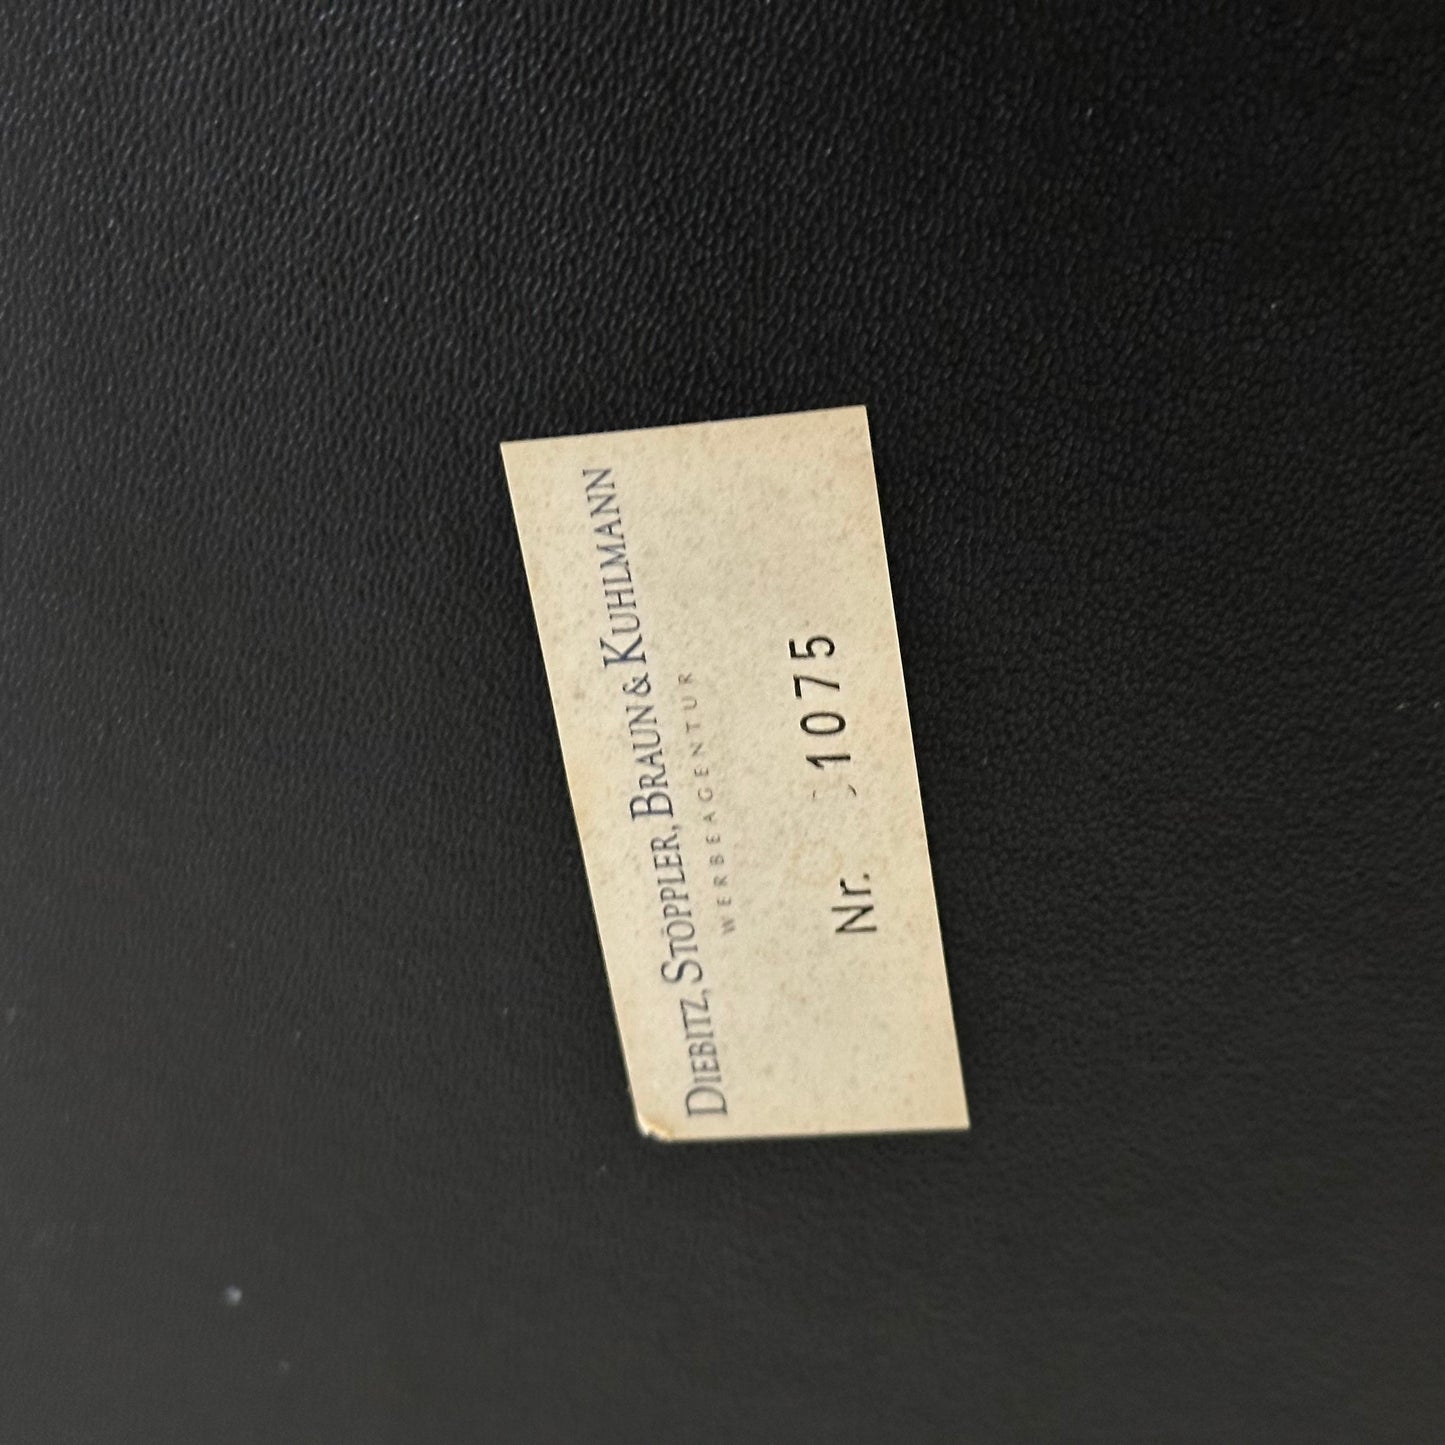 DIEBITZ, STÖPPLER, BRAUN & KUHLMANN
WERBEAGENTUR
Nr. 1075